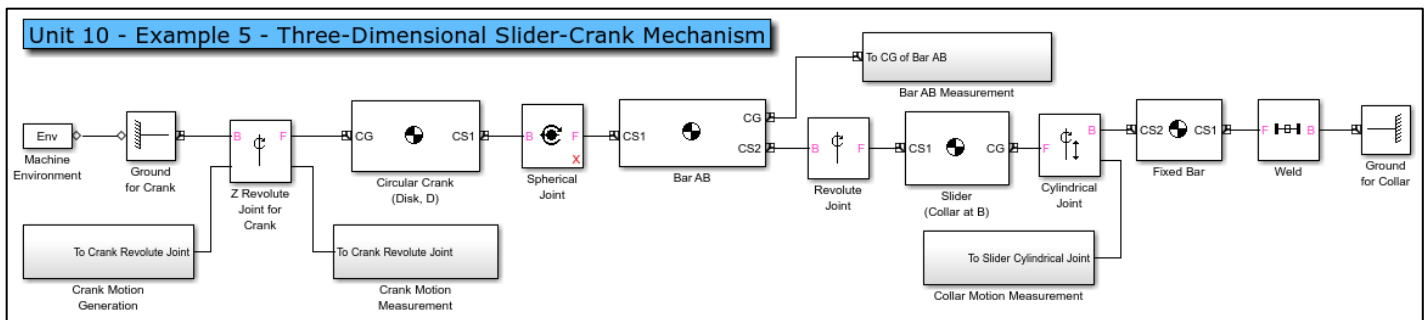 Unit 10 - Example 5 - Three-Dimensional Slider-Crank Mechanism
To CG of Bar AB
Bar AB Measurement
Env
Machine
Environment
Ground
for Crank
B
F
Z Revolute
Joint for
Crank
CG
CS1
Circular Crank
(Disk, D)
B
F
X
Spherical
Joint
CS1
CG
CS2
Bar AB
B
F
Revolute
Joint
CS1
CG
Slider
(Collar at B)
B
F
Cylindrical
Joint
CS2
CS1
Fixed Bar
F
B
Weld
Ground
for Collar
To Crank Revolute Joint
Crank Motion
Generation
To Crank Revolute Joint
Crank Motion
Measurement
To Slider Cylindrical Joint
Collar Motion Measurement